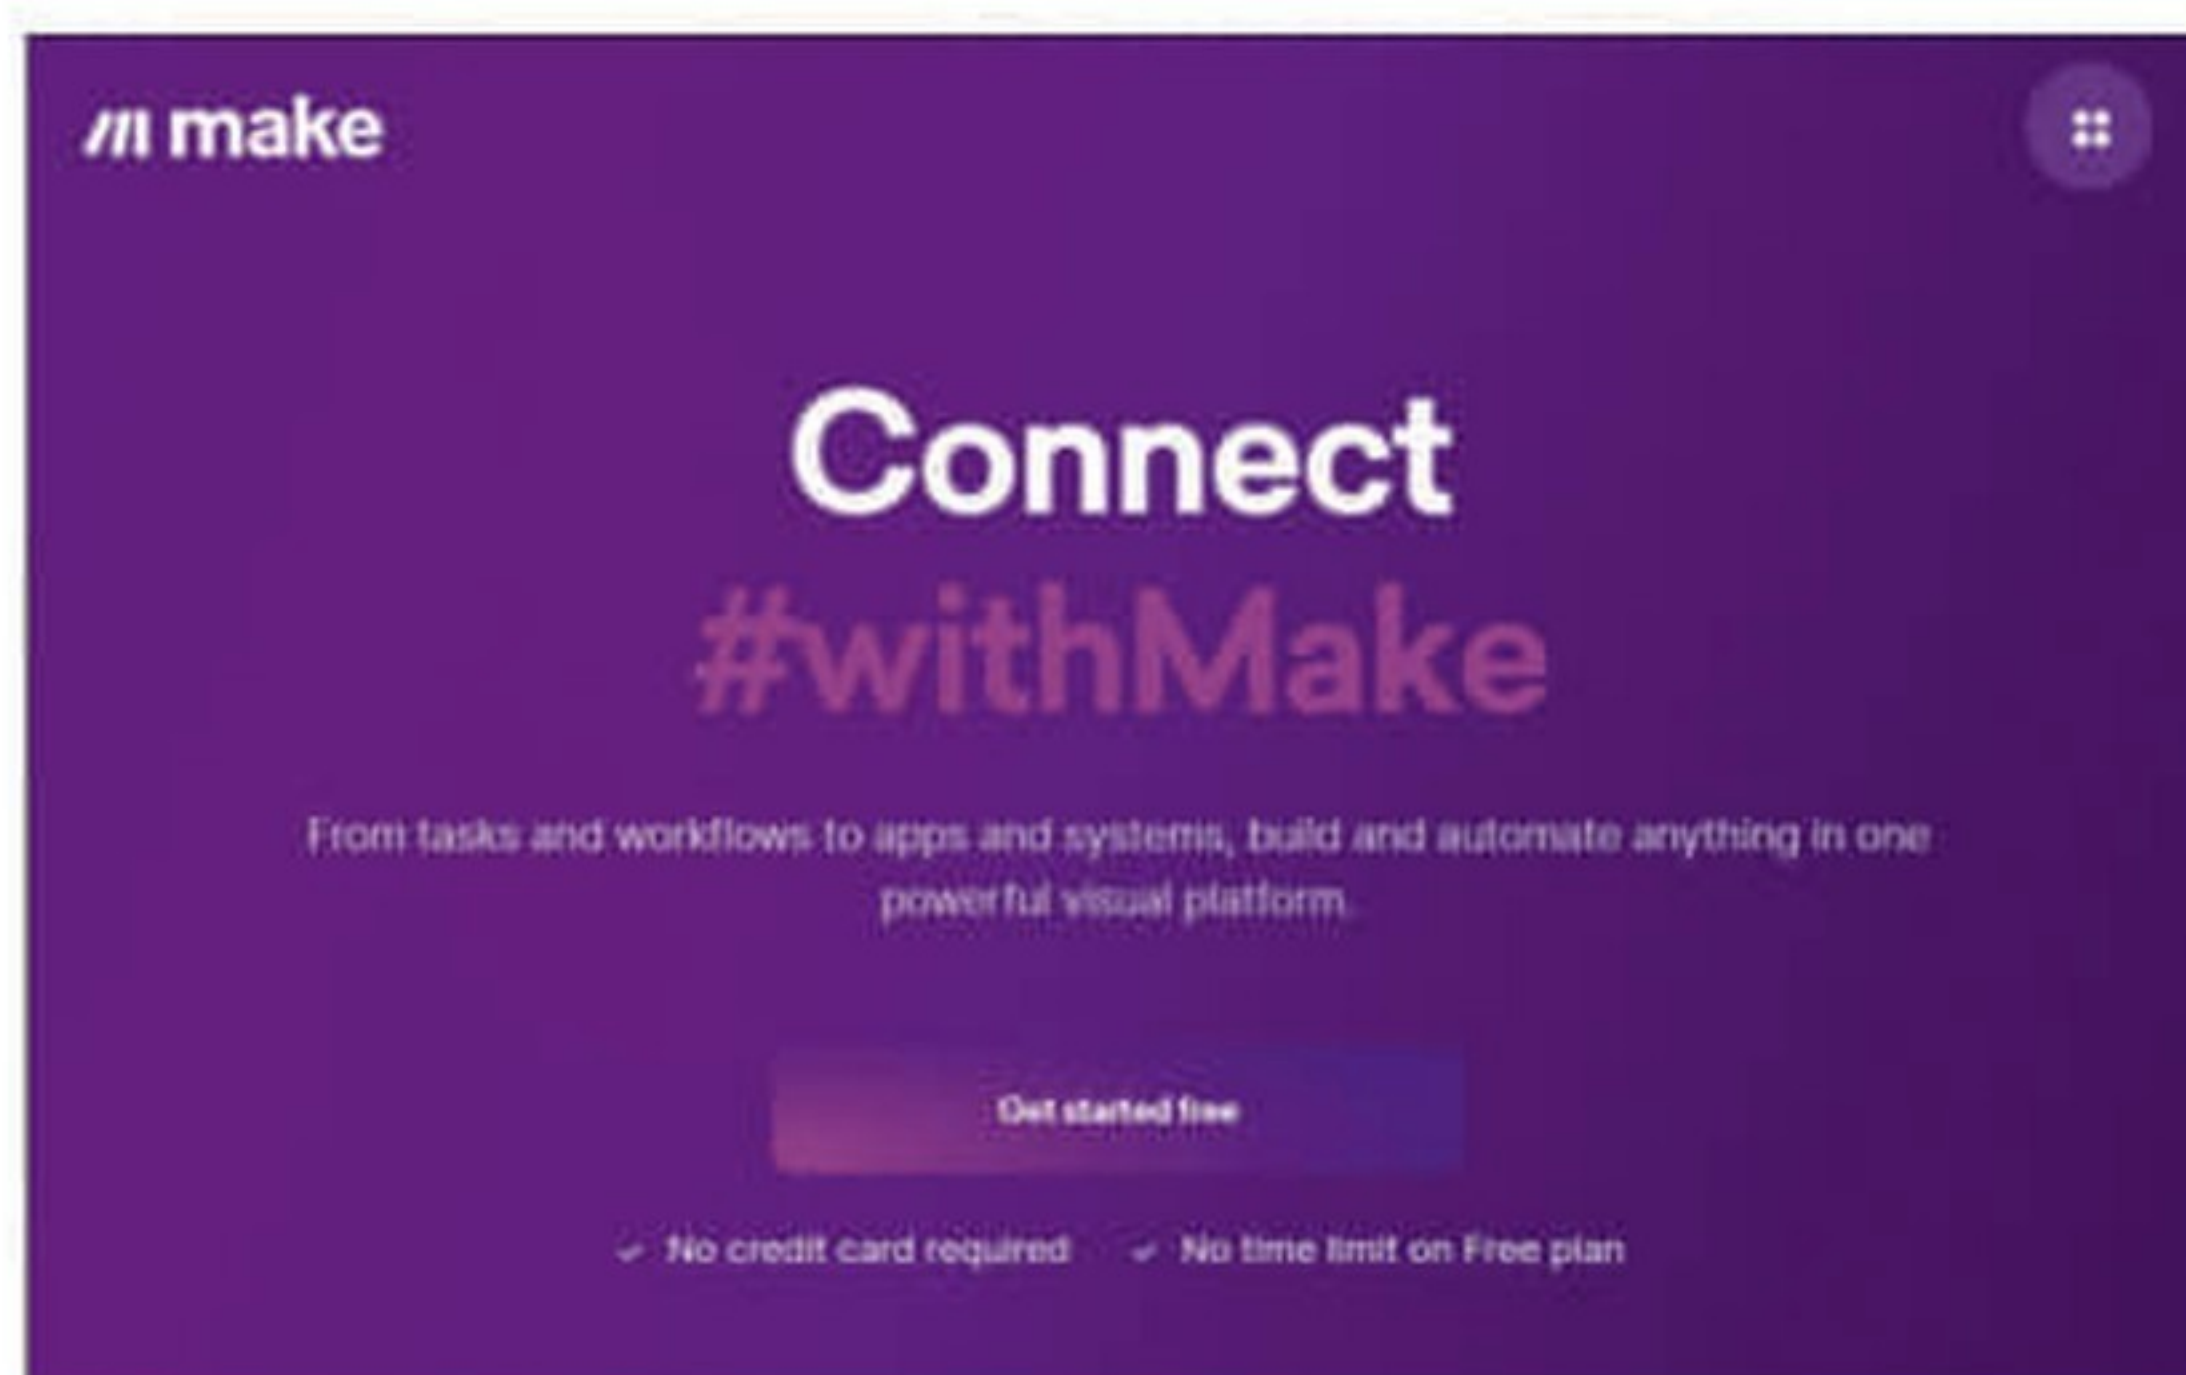 make
Connect
#withMake
From tasks and workflows to apps and systems, build and automate anything in one
powerful visual platform.
Get started free
No credit card required
No time limit on Free plan